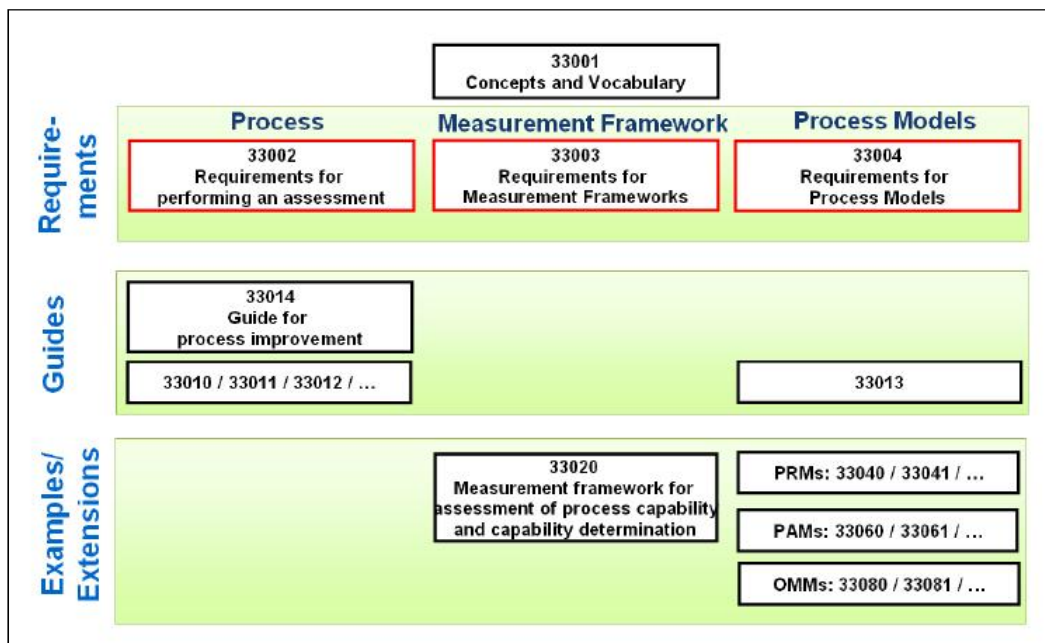 33001
Concepts and Vocabulary
Require-
ments
Process
Measurement Framework
Process Models
33002
Requirements for
performing an assessment
33003
Requirements for
Measurement Frameworks
33004
Requirements for
Process Models
Guides
33014
Guide for
process improvement
33010 / 33011 / 33012 / ...
33013
Examples/
Extensions
33020
Measurement framework for
assessment of process capability
and capability determination
PRMs: 33040 / 33041 / ...
PAMs: 33060 / 33061 / ...
OMMs: 33080 / 33081 / ...